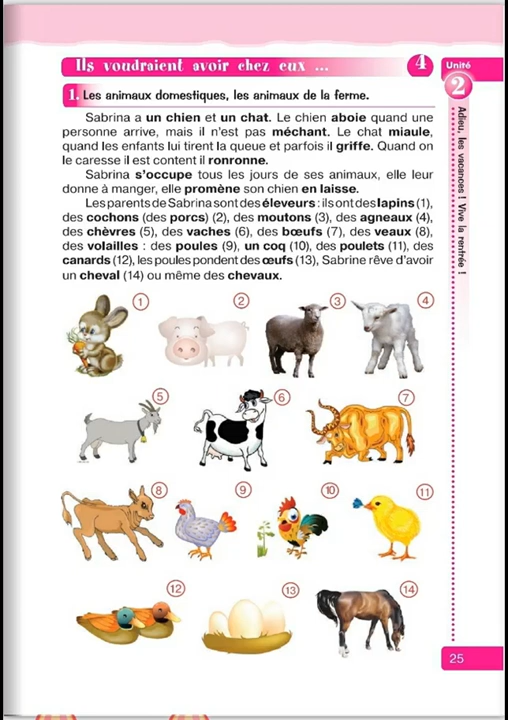 Ils voudraient avoir chez eux ...
4
Unité
2
Adieu, les vacances ! Vive la rentrée !
1. Les animaux domestiques, les animaux de la ferme.
Sabrina a un chien et un chat. Le chien aboie quand une
personne arrive, mais il n'est pas méchant. Le chat miaule,
quand les enfants lui tirent la queue et parfois il griffe. Quand on
le caresse il est content il ronronne.
Sabrina s'occupe tous les jours de ses animaux, elle leur
donne à manger, elle promène son chien en laisse.
Les parents de Sabrina sont des éleveurs : ils ont des lapins (1),
des cochons (des porcs) (2), des moutons (3), des agneaux (4),
des chèvres (5), des vaches (6), des bœufs (7), des veaux (8),
des volailles : des poules (9), un coq (10), des poulets (11), des
canards (12), les poules pondent des œufs (13), Sabrine rêve d'avoir
un cheval (14) ou même des chevaux.
1
2
3
4
5
6
7
8
9
10
11
12
13
14
25